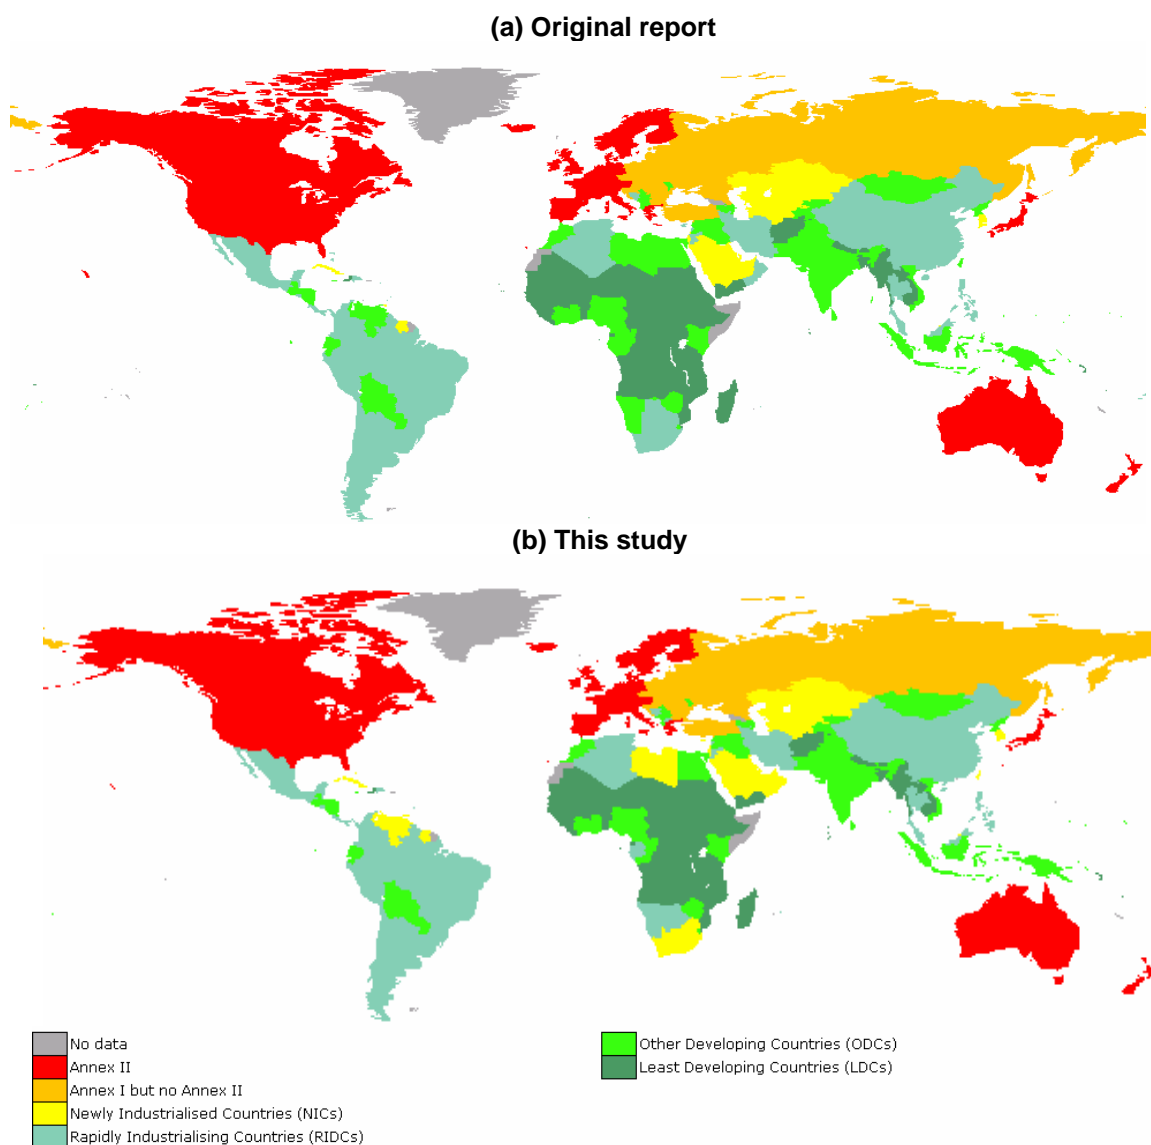 (a) Original report
(b) This study
No data
Annex II
Annex I but no Annex II
Newly Industrialised Countries (NICs)
Rapidly Industrialising Countries (RIDCs)
Other Developing Countries (ODCs)
Least Developing Countries (LDCs)